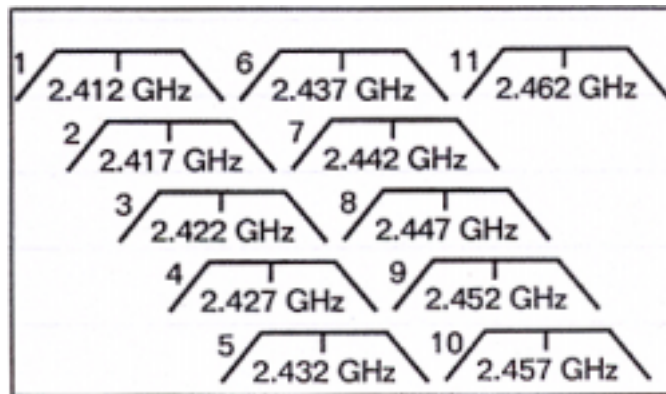 1 6 11
2.412 GHz 2.437 GHz 2.462 GHz
2 7
2.417 GHz 2.442 GHz
3 8
2.422 GHz 2.447 GHz
4 9
2.427 GHz 2.452 GHz
5 10
2.432 GHz 2.457 GHz